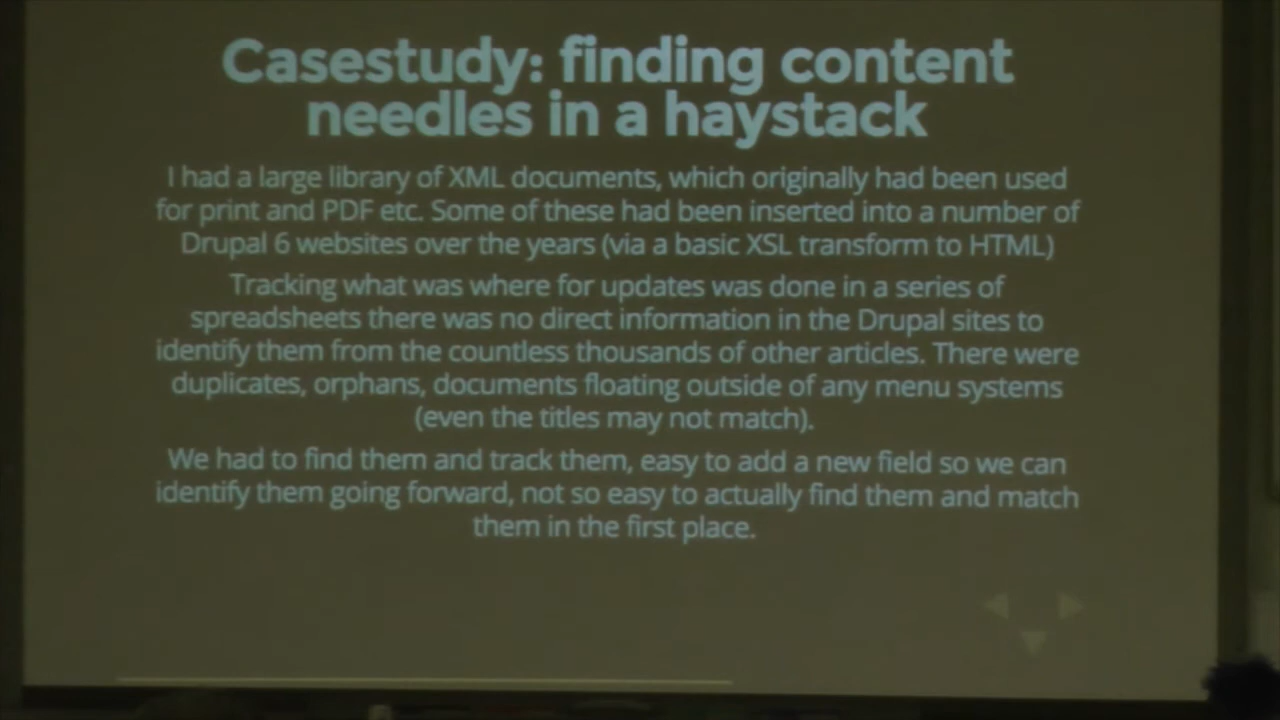 Casestudy: finding content
needles in a haystack
I had a large library of XML documents, which originally had been used
for print and PDF etc. Some of these had been inserted into a number of
Drupal 6 websites over the years (via a basic XSL transform to HTML)
Tracking what was where for updates was done in a series of
spreadsheets there was no direct information in the Drupal sites to
identify them from the countless thousands of other articles. There were
duplicates, orphans, documents floating outside of any menu systems
(even the titles may not match).
We had to find them and track them, easy to add a new field so we can
identify them going forward, not so easy to actually find them and match
them in the first place.